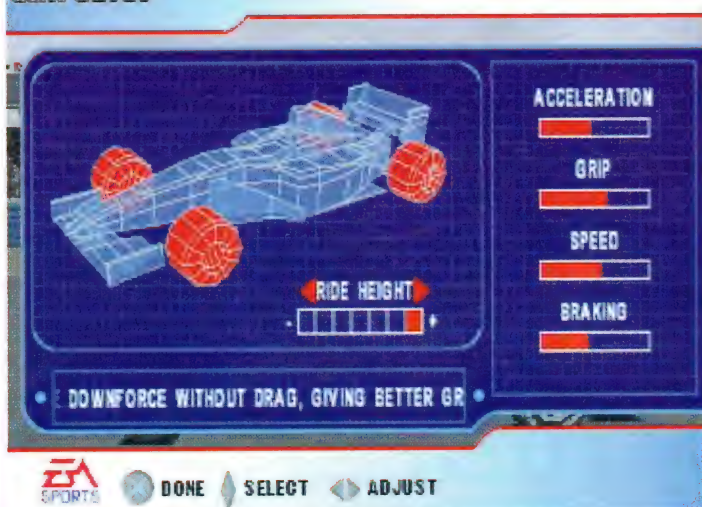 ACCELERATION
GRIP
SPEED
BRAKING
RIDE HEIGHT
- +
DOWNFORCE WITHOUT DRAG, GIVING BETTER GR
EA
SPORTS
DONE SELECT ADJUST